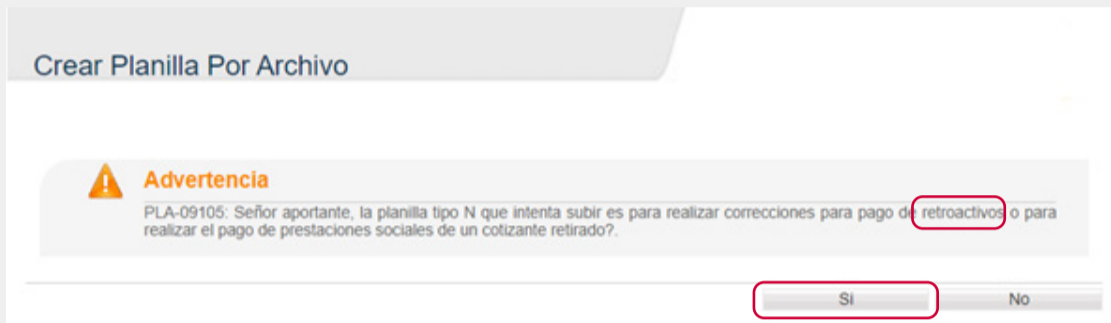 Crear Planilla Por Archivo
Advertencia
PLA-09105: Señor aportante, la planilla tipo N que intenta subir es para realizar correcciones para pago de retroactivos o para
realizar el pago de prestaciones sociales de un cotizante retirado?.
Si No